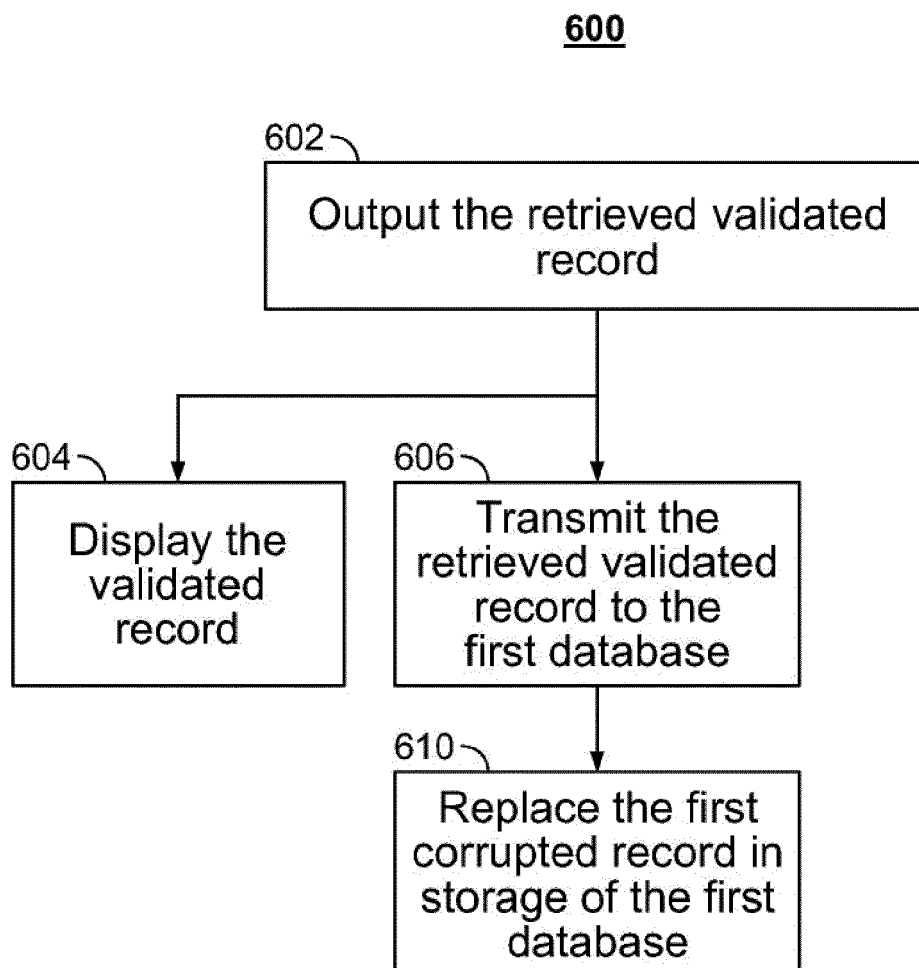 600
602
Output the retrieved validated
record
604
Display the
validated
record
606
Transmit the
retrieved validated
record to the
first database
610
Replace the first
corrupted record in
storage of the first
database